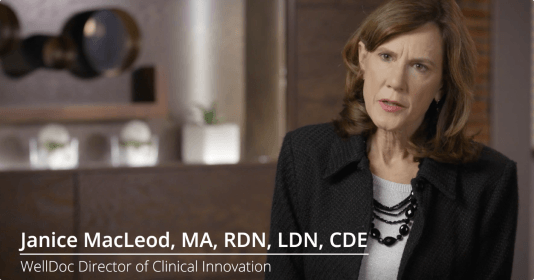 Janice MacLeod, MA, RDN, LDN, CDE
WellDoc Director of Clinical Innovation